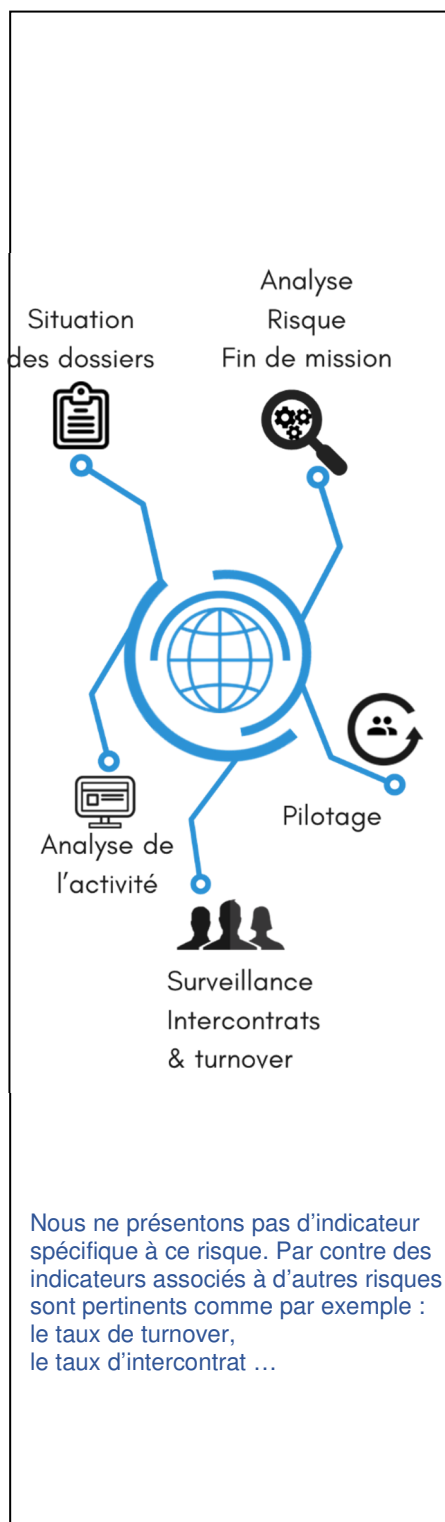 Situation
des dossiers
Analyse
Risque
Fin de mission
Pilotage
Analyse de
l'activité
Surveillance
Intercontrats
& turnover
Nous ne présentons pas d'indicateur
spécifique à ce risque. Par contre des
indicateurs associés à d'autres risques
sont pertinents comme par exemple :
le taux de turnover,
le taux d'intercontrat …